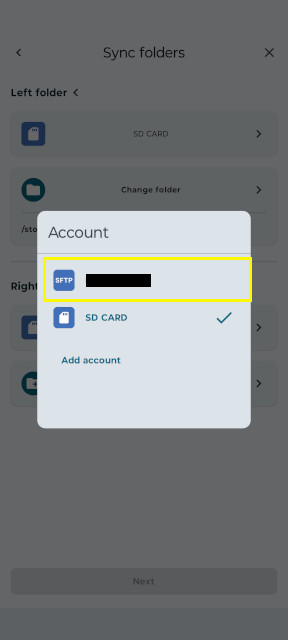 Sync folders
Left folder
SD CARD
Change folder
/sto
Account
SFTP
SD CARD
Add account
Right
Next